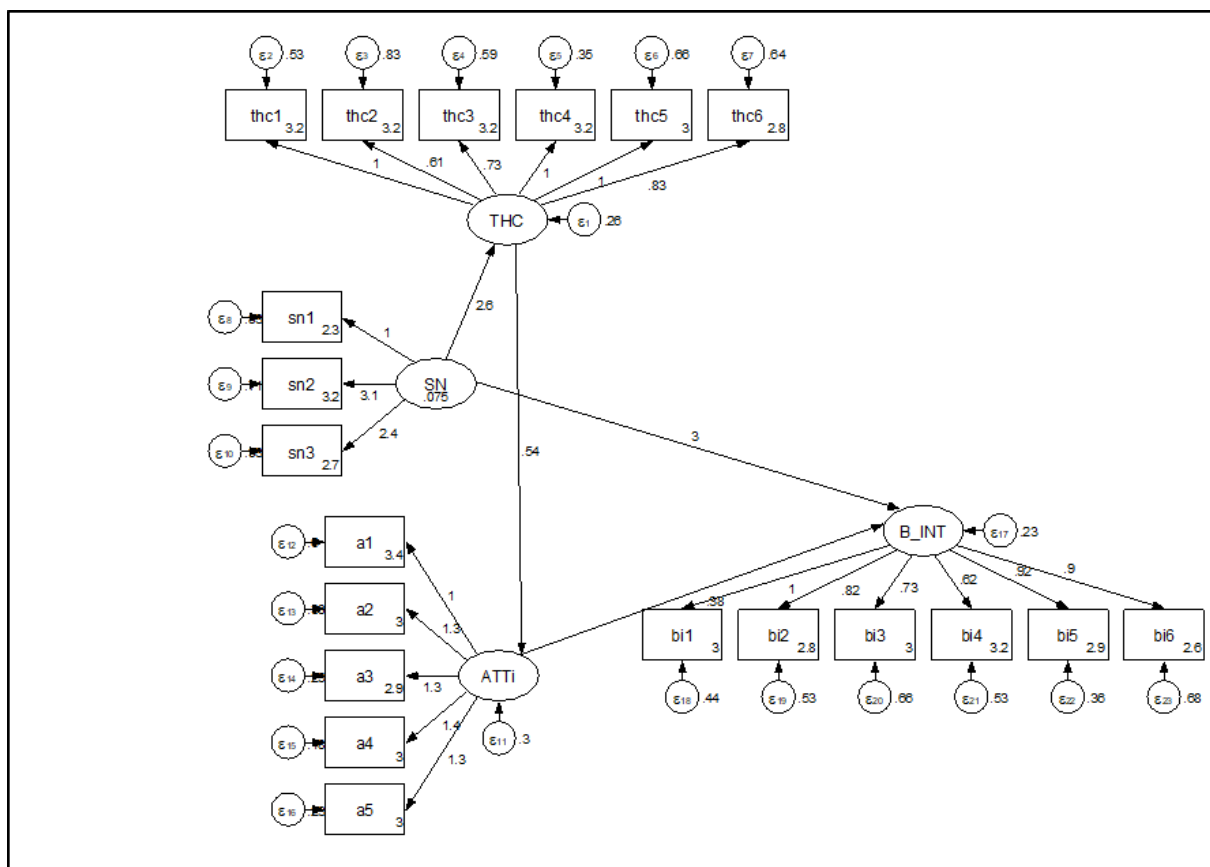 ε2 .53 ε3 .83 ε4 .59 ε5 .35 ε6 .66 ε7 .64
thc1 3.2 thc2 3.2 thc3 3.2 thc4 3.2 thc5 3 thc6 2.8
1 .61 .73 1 1 .83
THC ε1 .26
2.6
ε8 sn1 2.3 1
ε9 sn2 3.2 3.1 SN .075
ε10 sn3 2.7 2.4
3
.54
ε12 a1 3.4 1
B_INT ε17 .23
ε13 a2 3 1.3
.38 1 .82 .73 .62 .92 .9
bi1 3 bi2 2.8 bi3 3 bi4 3.2 bi5 2.9 bi6 2.6
ε14 a3 2.9 1.3 ATTi
ε18 .44 ε19 .53 ε20 .66 ε21 .53 ε22 .36 ε23 .68
ε15 a4 3 1.4 ε11 .3
ε16 a5 3 1.3